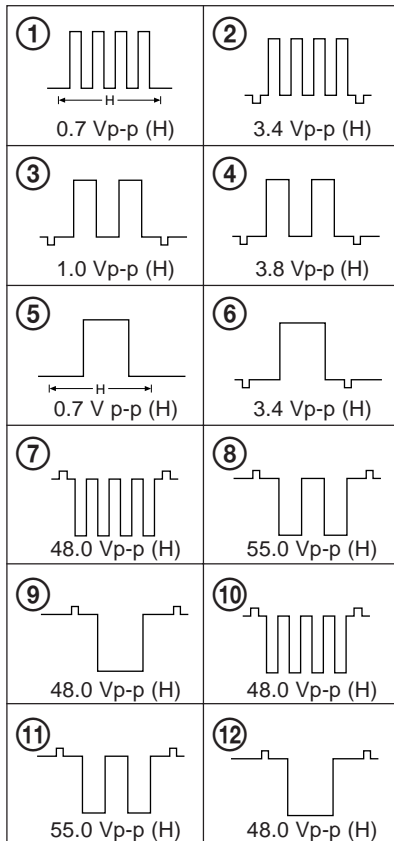 ① ②
H
0.7 Vp-p (H) 3.4 Vp-p (H)
③ ④
1.0 Vp-p (H) 3.8 Vp-p (H)
⑤ ⑥
H
0.7 V p-p (H) 3.4 Vp-p (H)
⑦ ⑧
48.0 Vp-p (H) 55.0 Vp-p (H)
⑨ ⑩
48.0 Vp-p (H) 48.0 Vp-p (H)
⑪ ⑫
55.0 Vp-p (H) 48.0 Vp-p (H)